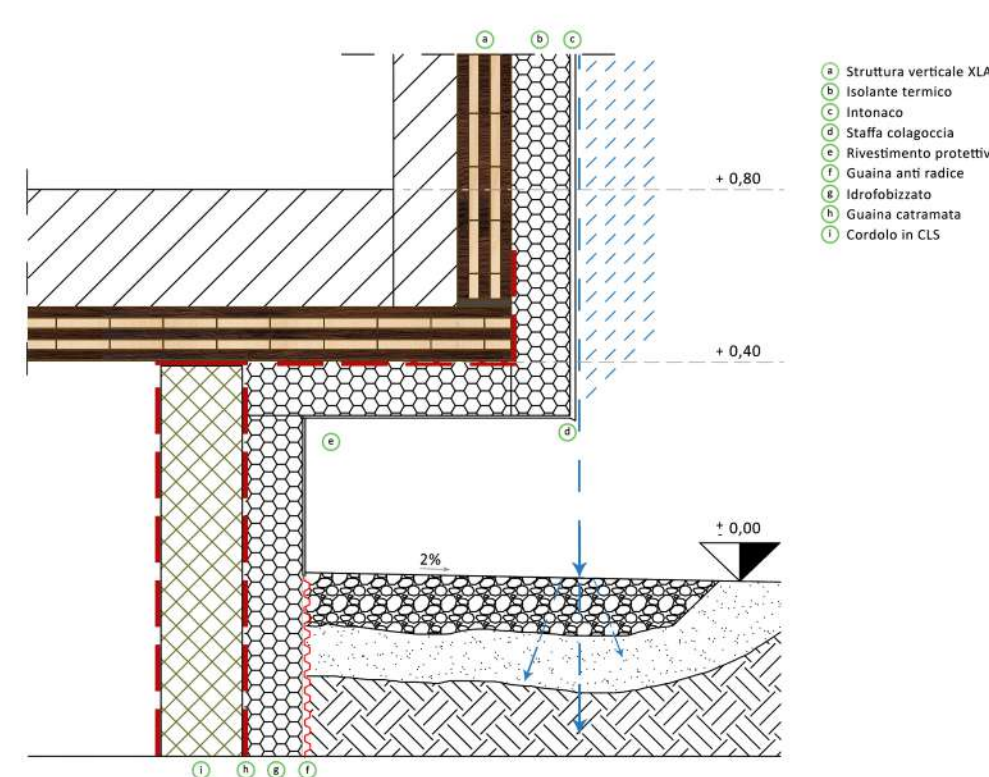 a b c
a Struttura verticale XLA
b Isolante termico
c Intonaco
d Staffa colagoccia
e Rivestimento protettiv
f Guaina anti radice
g Idrofobizzato
h Guaina catramata
i Cordolo in CLS
+ 0,80
+ 0,40
e d
± 0,00
2%
i h g f